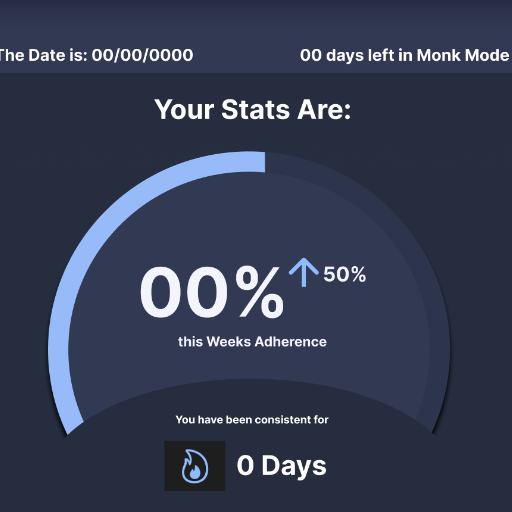 The Date is: 00/00/0000
00 days left in Monk Mode
Your Stats Are:
00%
50%
this Weeks Adherence
You have been consistent for
0 Days